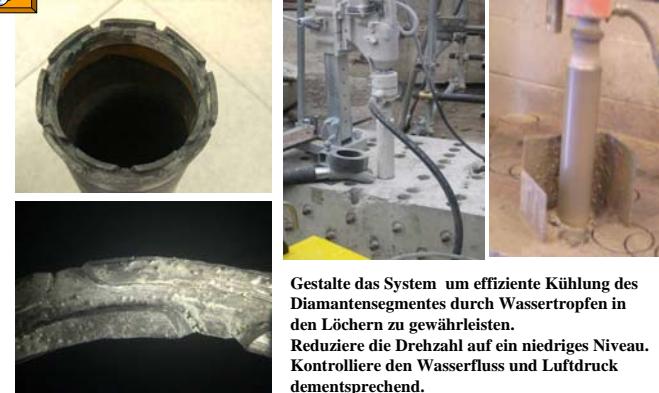 Gestalte das System um effiziente Kühlung des
Diamantensegmentes durch Wassertropfen in
den Löchern zu gewährleisten.
Reduziere die Drehzahl auf ein niedriges Niveau.
Kontrolliere den Wasserfluss und Luftdruck
dementsprechend.